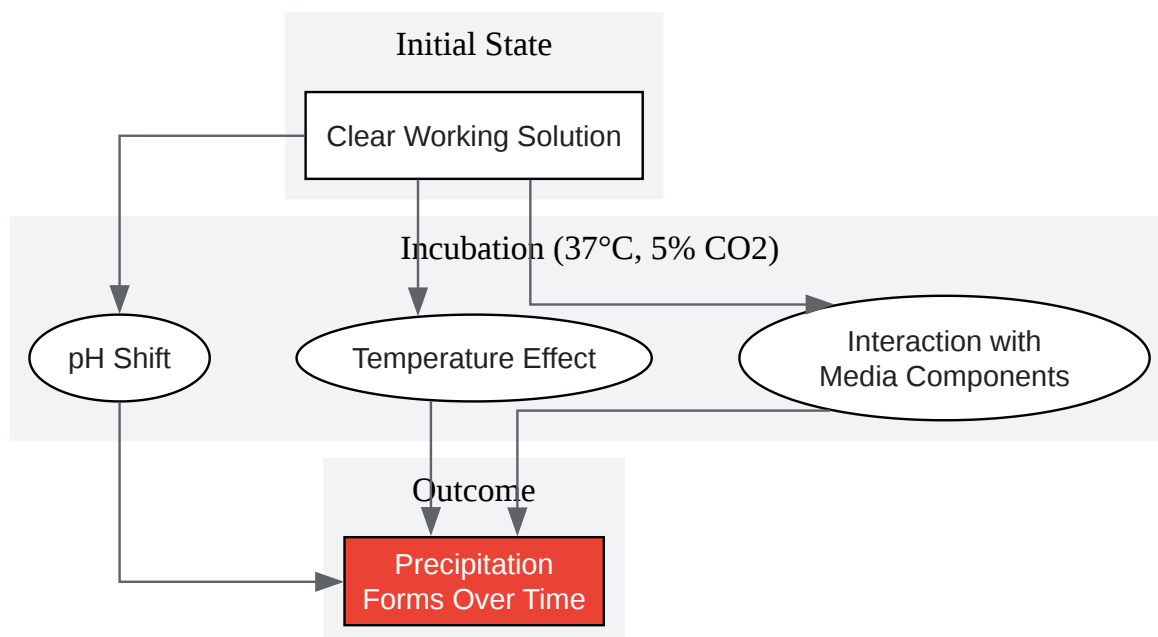 Initial State
Clear Working Solution
Incubation (37°C, 5% CO2)
pH Shift
Temperature Effect
Interaction with
Media Components
Outcome
Precipitation
Forms Over Time